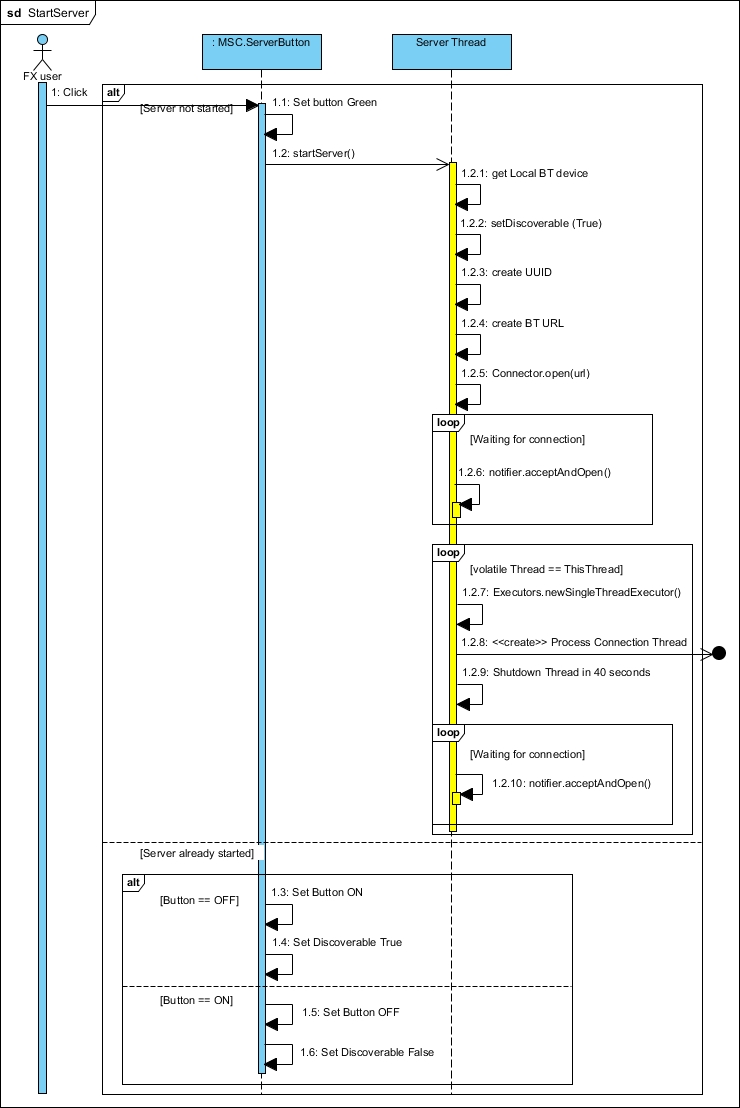 sd StartServer
: MSC.ServerButton
Server Thread
FX user
1: Click
alt
[Server not started]
1.1: Set button Green
1.2: startServer()
1.2.1: get Local BT device
1.2.2: setDiscoverable (True)
1.2.3: create UUID
1.2.4: create BT URL
1.2.5: Connector.open(url)
loop
[Waiting for connection]
1.2.6: notifier.acceptAndOpen()
loop
[volatile Thread == ThisThread]
1.2.7: Executors.newSingleThreadExecutor()
1.2.8: <<create>> Process Connection Thread
1.2.9: Shutdown Thread in 40 seconds
loop
[Waiting for connection]
1.2.10: notifier.acceptAndOpen()
[Server already started]
alt
[Button == OFF]
1.3: Set Button ON
1.4: Set Discoverable True
[Button == ON]
1.5: Set Button OFF
1.6: Set Discoverable False